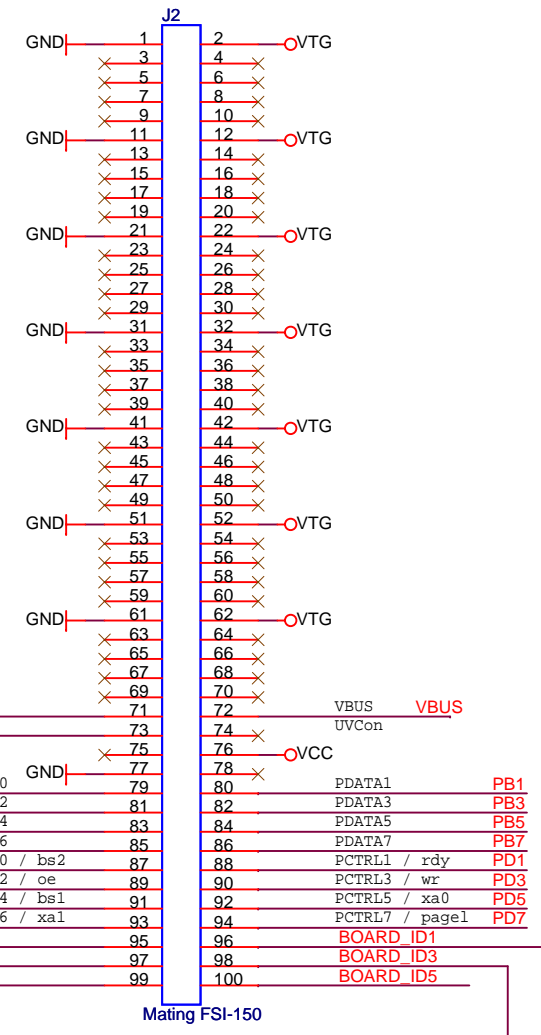 J2
GND 1 2 VTG
3 4
5 6
7 8
9 10
GND 11 12 VTG
13 14
15 16
17 18
19 20
GND 21 22 VTG
23 24
25 26
27 28
29 30
GND 31 32 VTG
33 34
35 36
37 38
39 40
GND 41 42 VTG
43 44
45 46
47 48
49 50
GND 51 52 VTG
53 54
55 56
57 58
59 60
GND 61 62 VTG
63 64
65 66
67 68
69 70
71 72 VBUS VBUS
73 74 UVCon
75 76 VCC
GND 77 78
0 79 80 PDATA1 PB1
2 81 82 PDATA3 PB3
4 83 84 PDATA5 PB5
6 85 86 PDATA7 PB7
0 / bs2 87 88 PCTRL1 / rdy PD1
2 / oe 89 90 PCTRL3 / wr PD3
4 / bs1 91 92 PCTRL5 / xa0 PD5
6 / xa1 93 94 PCTRL7 / pagel PD7
95 96 BOARD_ID1
97 98 BOARD_ID3
99 100 BOARD_ID5
Mating FSI-150